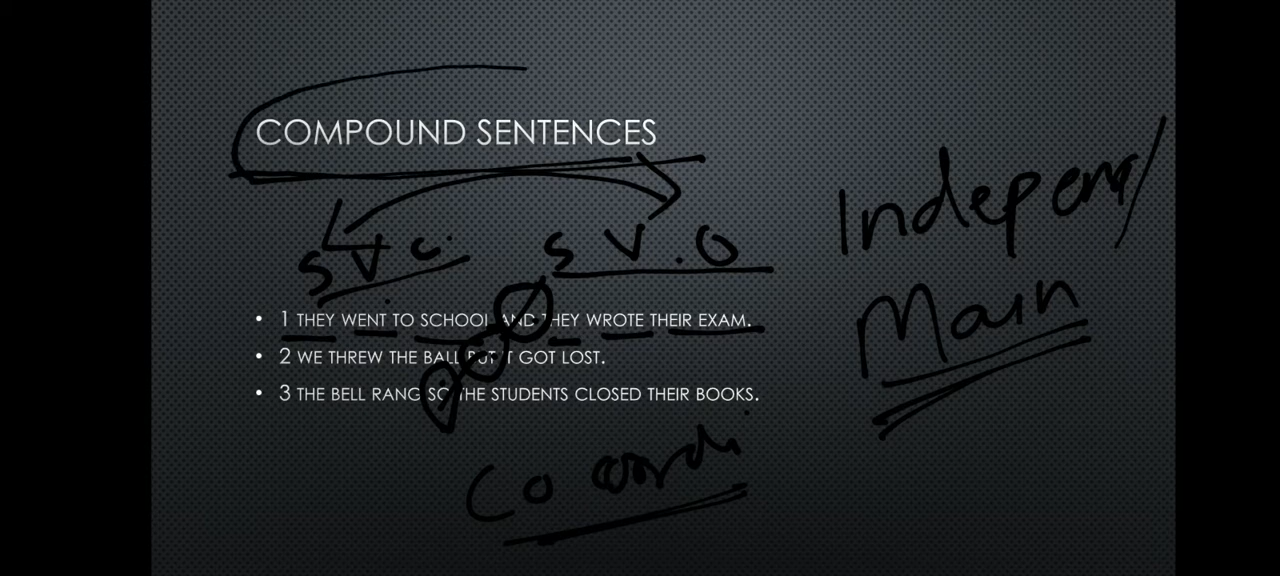 COMPOUND SENTENCES
Indepen/
S V C. S V.O
Main
• 1 THEY WENT TO SCHOOL AND THEY WROTE THEIR EXAM.
• 2 WE THREW THE BALL BUT IT GOT LOST.
• 3 THE BELL RANG SO THE STUDENTS CLOSED THEIR BOOKS.
Co ordi